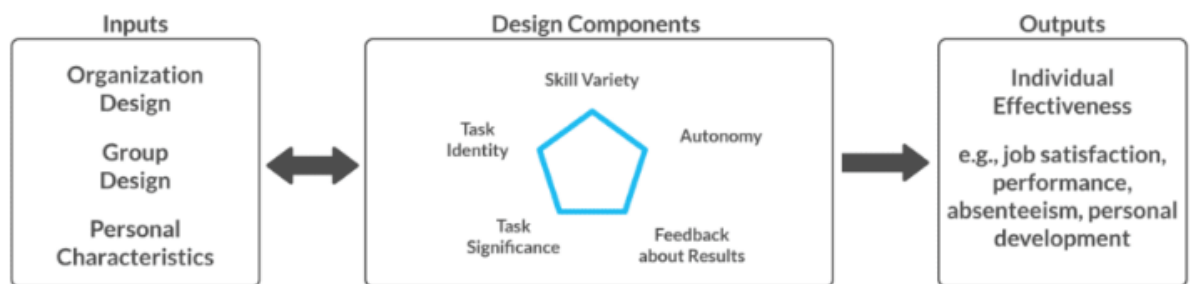 Inputs
Organization
Design
Group
Design
Personal
Characteristics
Design Components
Skill Variety
Task
Identity
Autonomy
Task
Significance
Feedback
about Results
Outputs
Individual
Effectiveness
e.g., job satisfaction,
performance,
absenteeism, personal
development